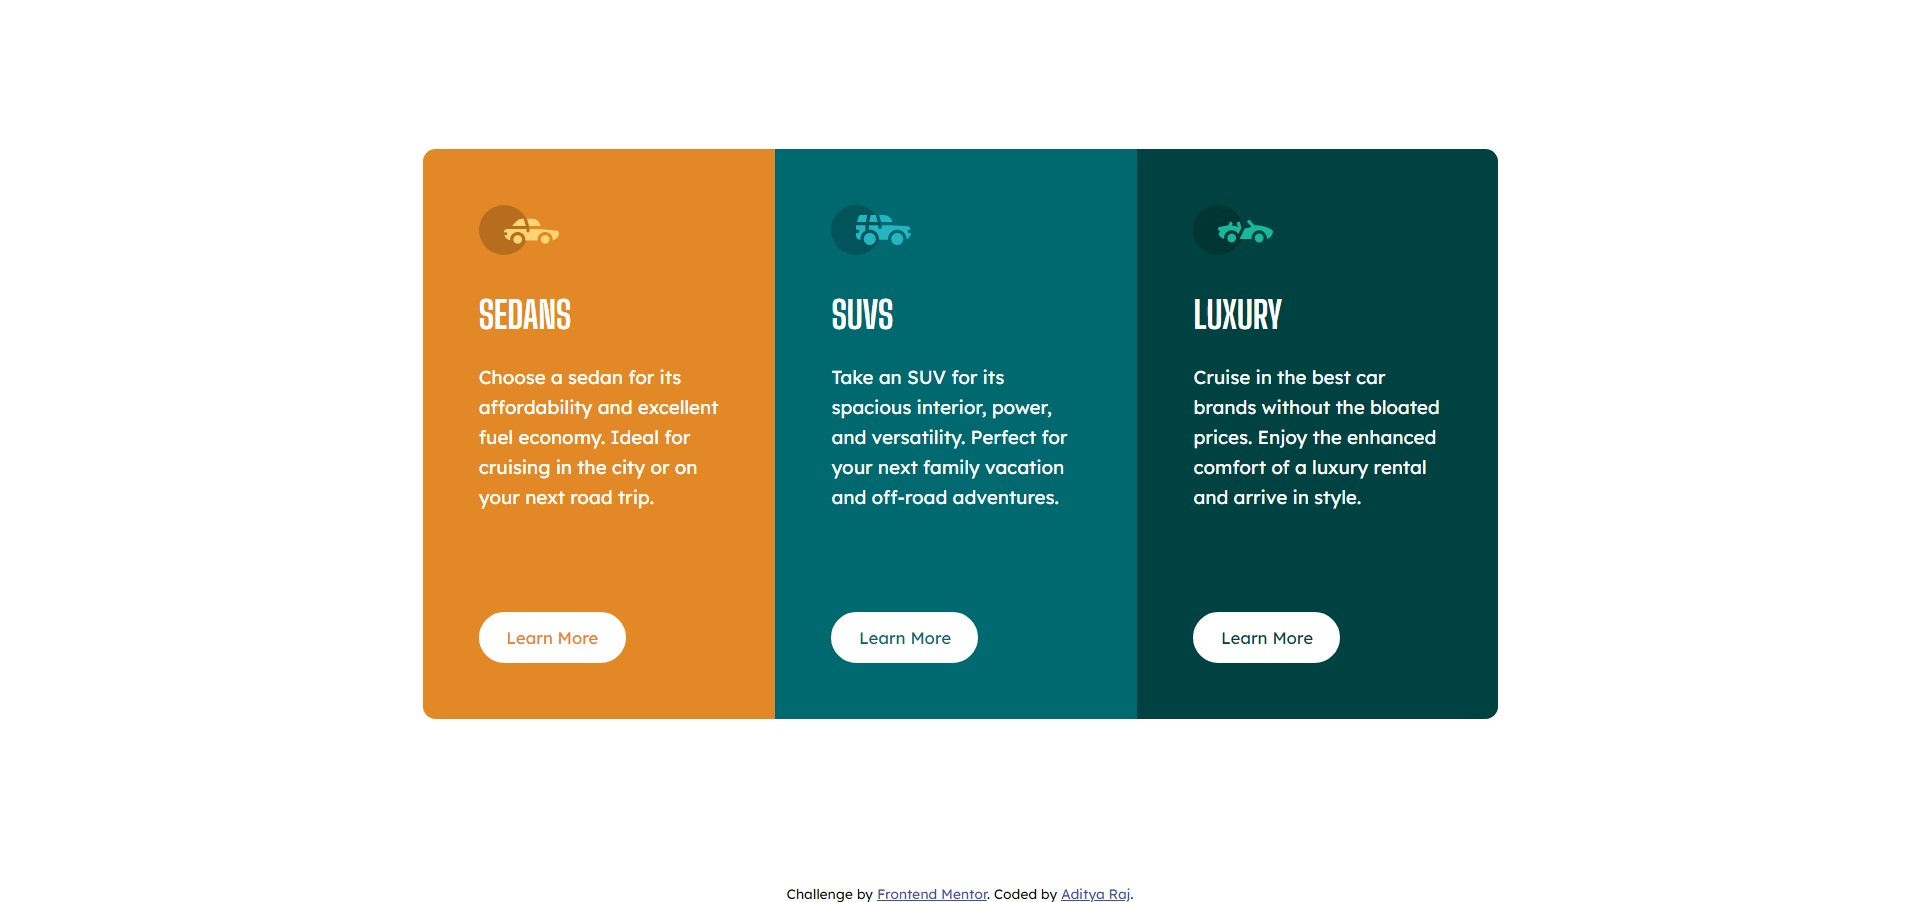 SEDANS
Choose a sedan for its
affordability and excellent
fuel economy. Ideal for
cruising in the city or on
your next road trip.
Learn More
SUVS
Take an SUV for its
spacious interior, power,
and versatility. Perfect for
your next family vacation
and off-road adventures.
Learn More
LUXURY
Cruise in the best car
brands without the bloated
prices. Enjoy the enhanced
comfort of a luxury rental
and arrive in style.
Learn More
Challenge by Frontend Mentor. Coded by Aditya Raj.